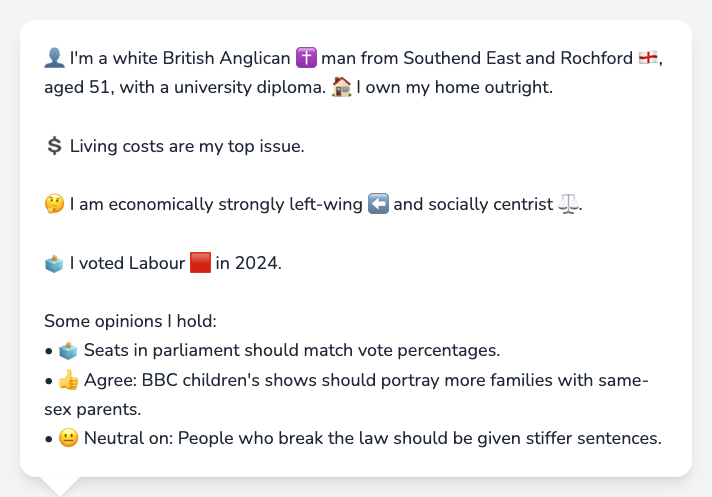 👤 I'm a white British Anglican ✝️ man from Southend East and Rochford 🏴󠁧󠁢󠁥󠁮󠁧󠁿,
aged 51, with a university diploma. 🏠 I own my home outright.
💲 Living costs are my top issue.
🤔 I am economically strongly left-wing ⬅️ and socially centrist ⚖️.
🗳️ I voted Labour 🟥 in 2024.
Some opinions I hold:
• 🗳️ Seats in parliament should match vote percentages.
• 👍 Agree: BBC children's shows should portray more families with same-
sex parents.
• 😐 Neutral on: People who break the law should be given stiffer sentences.